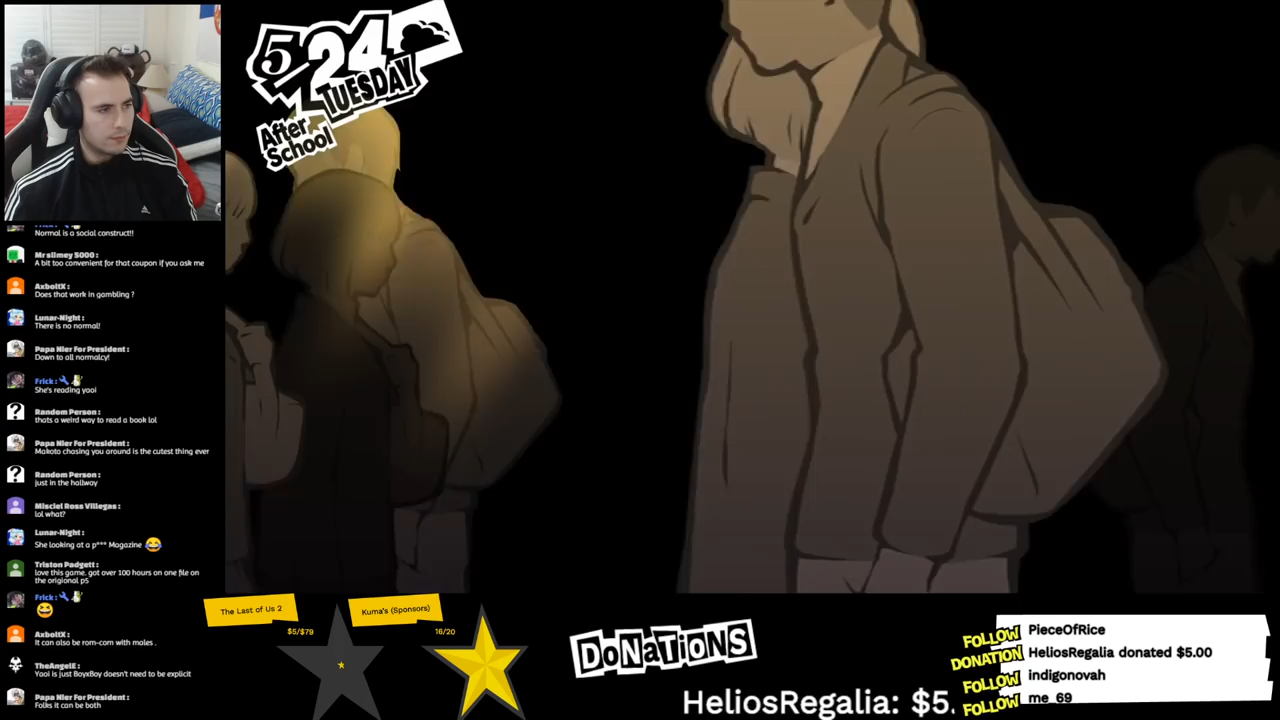 5/24
TUESDAY
After
School
Normal is a social construct!!
Mr slimey 5000 :
A bit too convenient for that coupon if you ask me
AxboltX :
Does that work in gambling ?
Lunar-Night :
There is no normal!
Papa Nier For President :
Down to all normalcy!
Frick :
She's reading yaoi
Random Person :
thats a weird way to read a book lol
Papa Nier For President :
Makoto chasing you around is the cutest thing ever
Random Person :
just in the hallway
Misciel Ross Villegas :
lol what?
Lunar-Night :
She looking at a p*** Magazine 😂
Triston Padgett :
love this game. got over 100 hours on one file on
the origional p5
Frick :
😆
AxboltX :
It can also be rom-com with males .
TheAngelE :
Yaoi is just BoyxBoy doesn't need to be explicit
Papa Nier For President :
Folks it can be both
The Last of Us 2
$5/$79
Kuma's (Sponsors)
16/20
DONATIONS
HeliosRegalia: $5.
FOLLOW PieceOfRice
DONATION HeliosRegalia donated $5.00
FOLLOW indigonovah
FOLLOW me 69